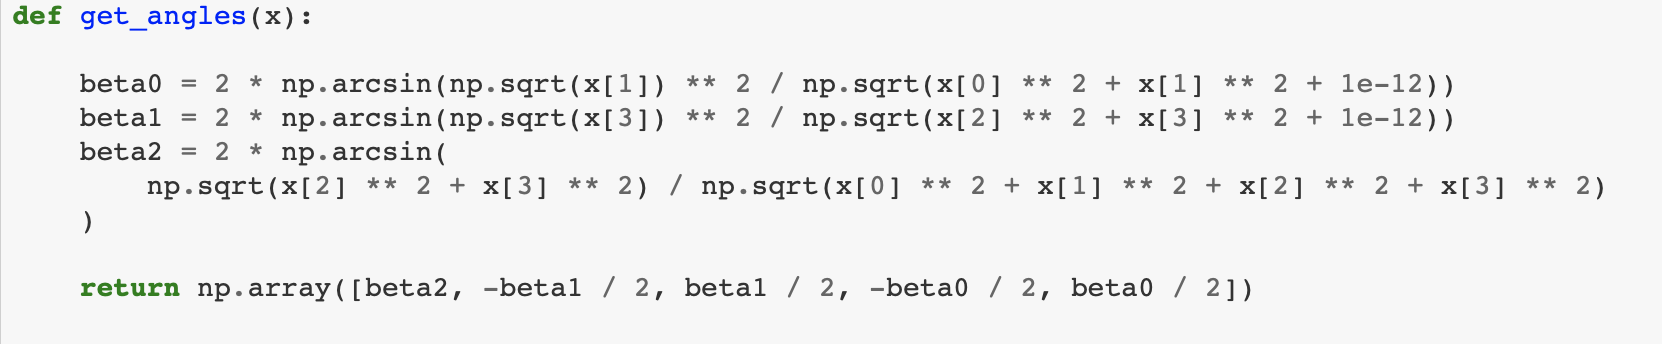 def get_angles(x):
beta0 = 2 * np.arcsin(np.sqrt(x[1]) ** 2 / np.sqrt(x[0] ** 2 + x[1] ** 2 + 1e-12))
beta1 = 2 * np.arcsin(np.sqrt(x[3]) ** 2 / np.sqrt(x[2] ** 2 + x[3] ** 2 + 1e-12))
beta2 = 2 * np.arcsin(
np.sqrt(x[2] ** 2 + x[3] ** 2) / np.sqrt(x[0] ** 2 + x[1] ** 2 + x[2] ** 2 + x[3] ** 2)
)
return np.array([beta2, -beta1 / 2, beta1 / 2, -beta0 / 2, beta0 / 2])